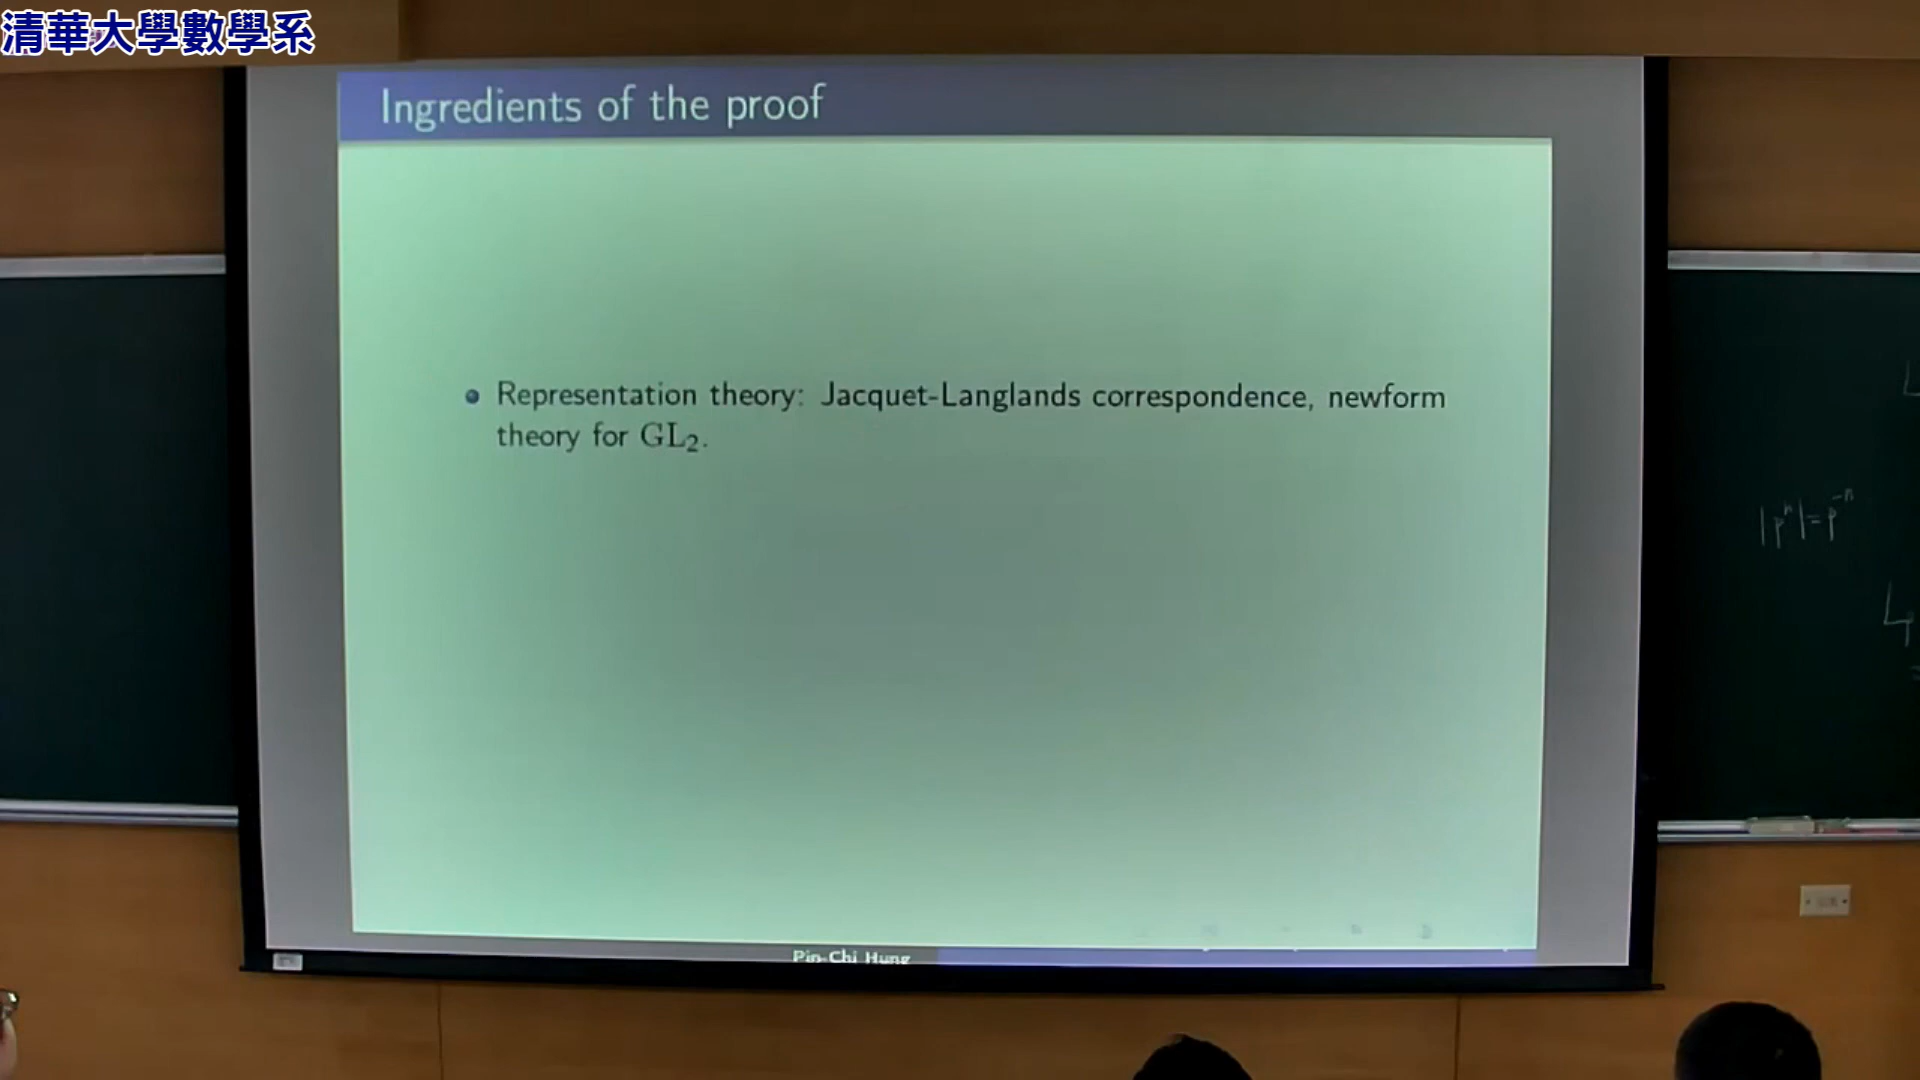 清華大學數學系
Ingredients of the proof
Representation theory: Jacquet-Langlands correspondence, newform
theory for GL₂.
|pⁿ|=p⁻ⁿ
Pin-Chi Hung